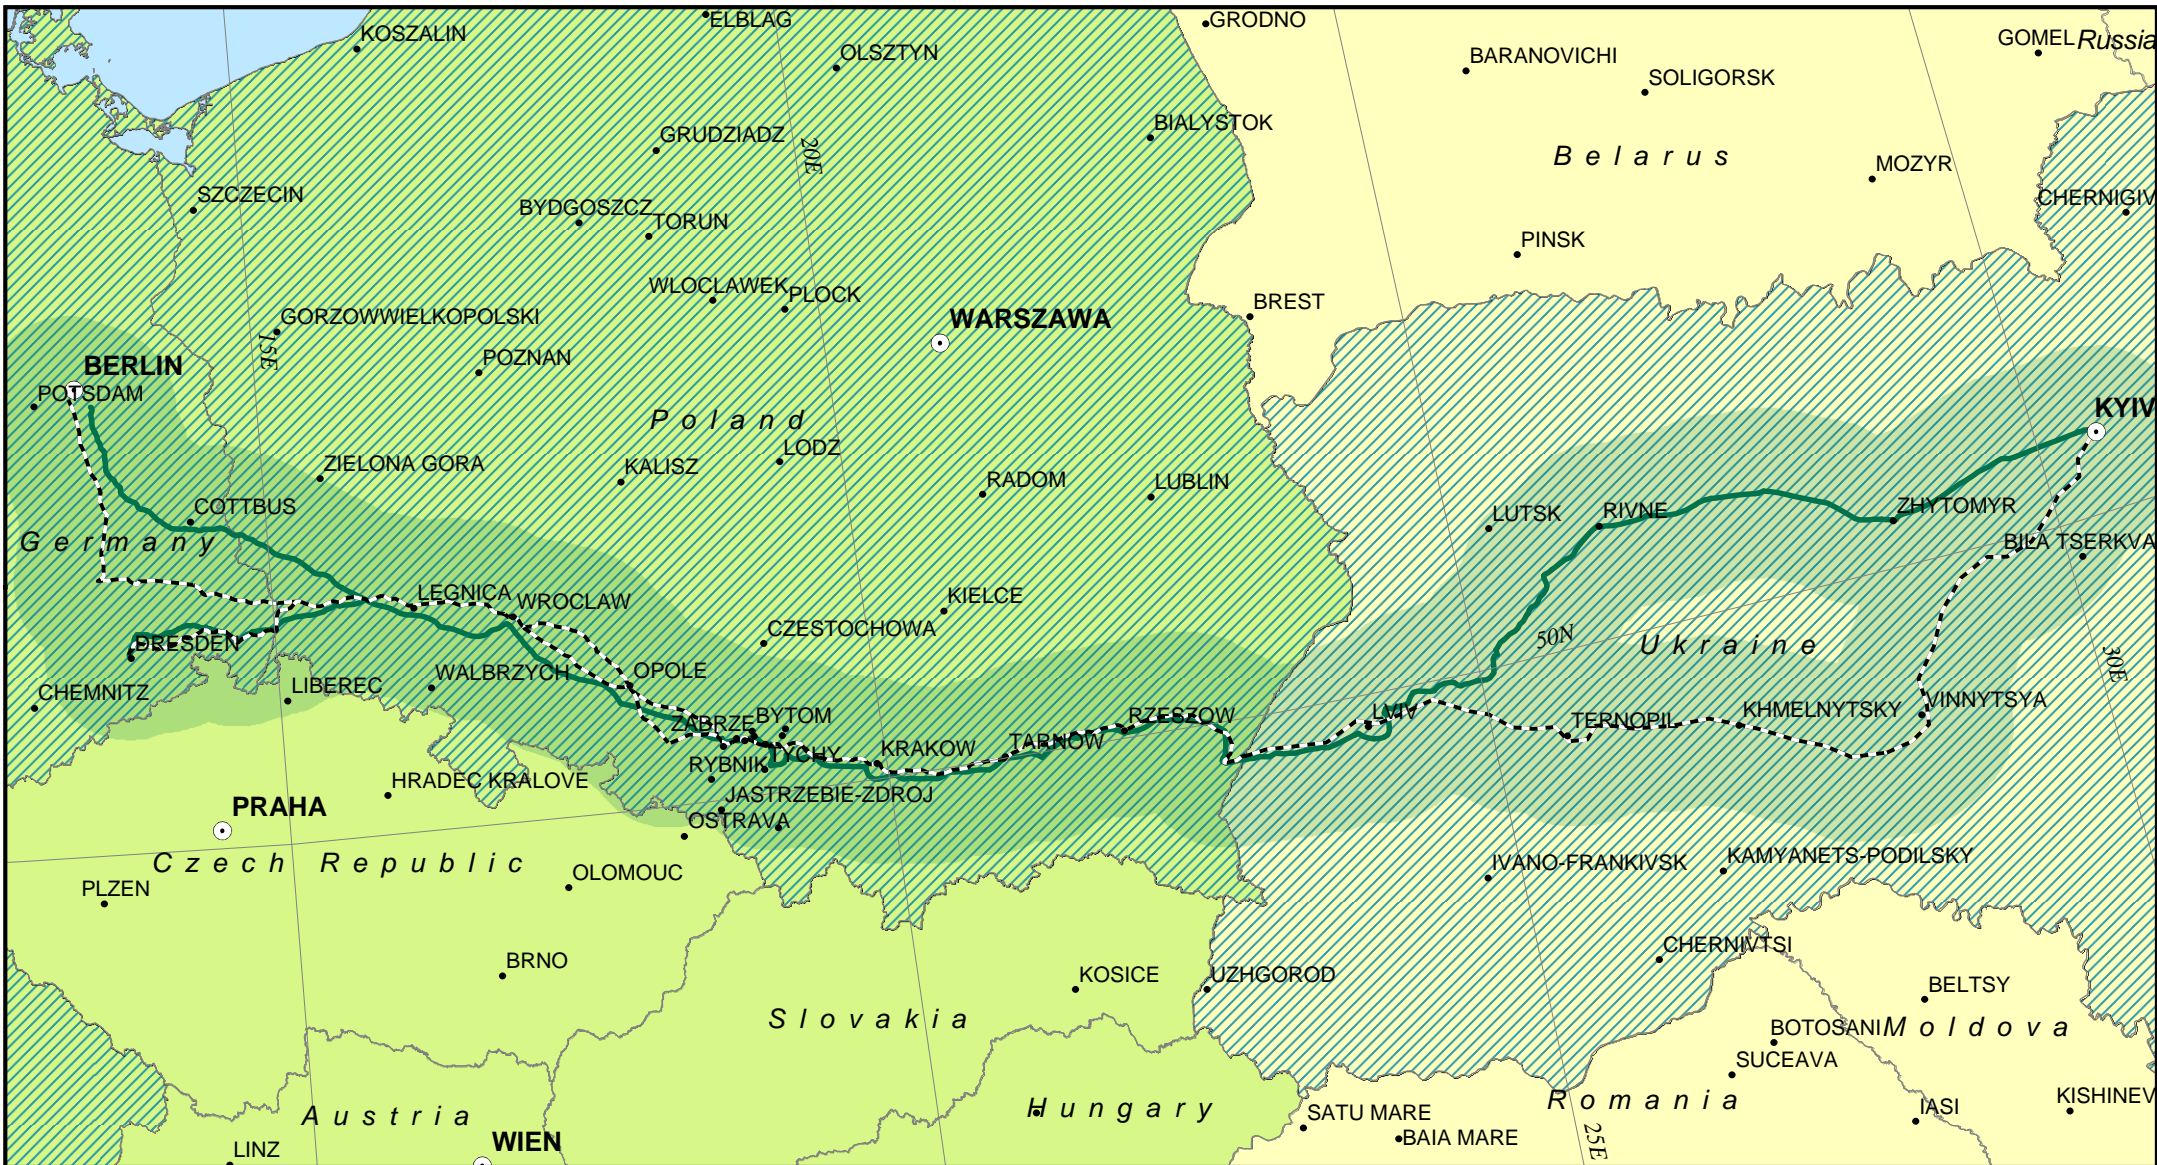 ELBLAG
GRODNO
KOSZALIN
OLSZTYN
BARANOVICHI
GOMEL
Russia
SOLIGORSK
GRUDZIADZ
BIALYSTOK
20E
Belarus
MOZYR
SZCZECIN
BYDGOSZCZ
TORUN
CHERNIGIV
PINSK
WLOCLAWEK
PLOCK
BREST
GORZOWWIELKOPOLSKI
WARSZAWA
15E
POZNAN
BERLIN
POTSDAM
Poland
KYIV
LODZ
ZIELONA GORA
KALISZ
RADOM
LUBLIN
COTTBUS
LUTSK
RIVNE
ZHYTOMYR
Germany
BILA TSERKVA
LEGNICA
WROCLAW
KIELCE
CZESTOCHOWA
50N
Ukraine
DRESDEN
30E
OPOLE
WALBRZYCH
LIBEREC
CHEMNITZ
VINNYTSYA
KHMELNYTSKY
LVIV
TERNOPIL
RZESZOW
ZABRZE
BYTOM
TYCHY
KRAKOW
TARNOW
RYBNIK
HRADEC KRALOVE
JASTRZEBIE-ZDROJ
PRAHA
OSTRAVA
Czech Republic
OLOMOUC
IVANO-FRANKIVSK
KAMYANETS-PODILSKY
PLZEN
CHERNIVTSI
BRNO
KOSICE
UZHGOROD
BELTSY
Slovakia
BOTOSANI
Moldova
SUCEAVA
Austria
Hungary
Romania
SATU MARE
IASI
KISHINEV
BAIA MARE
25E
WIEN
LINZ